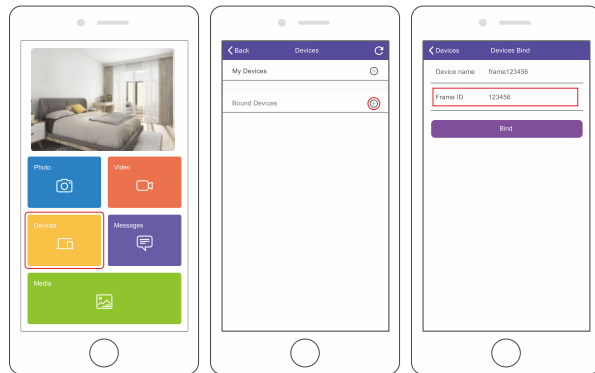 Photo
Video
Devices
Messages
Media
Back
Devices
My Devices
Bound Devices
Devices
Devices Bind
Device name frame123456
Frame ID 123456
Bind